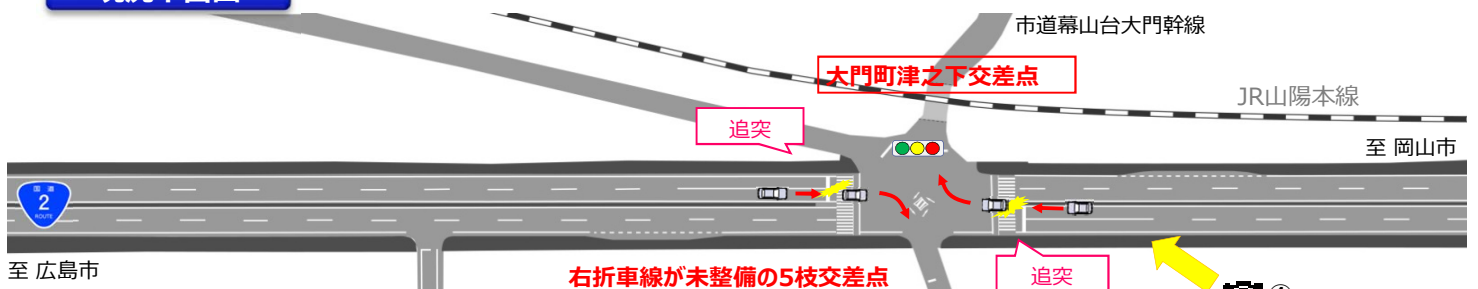 市道幕山台大門幹線
大門町津之下交差点
JR山陽本線
追突
至 岡山市
国道
2
ROUTE
至 広島市
右折車線が未整備の5枝交差点
追突